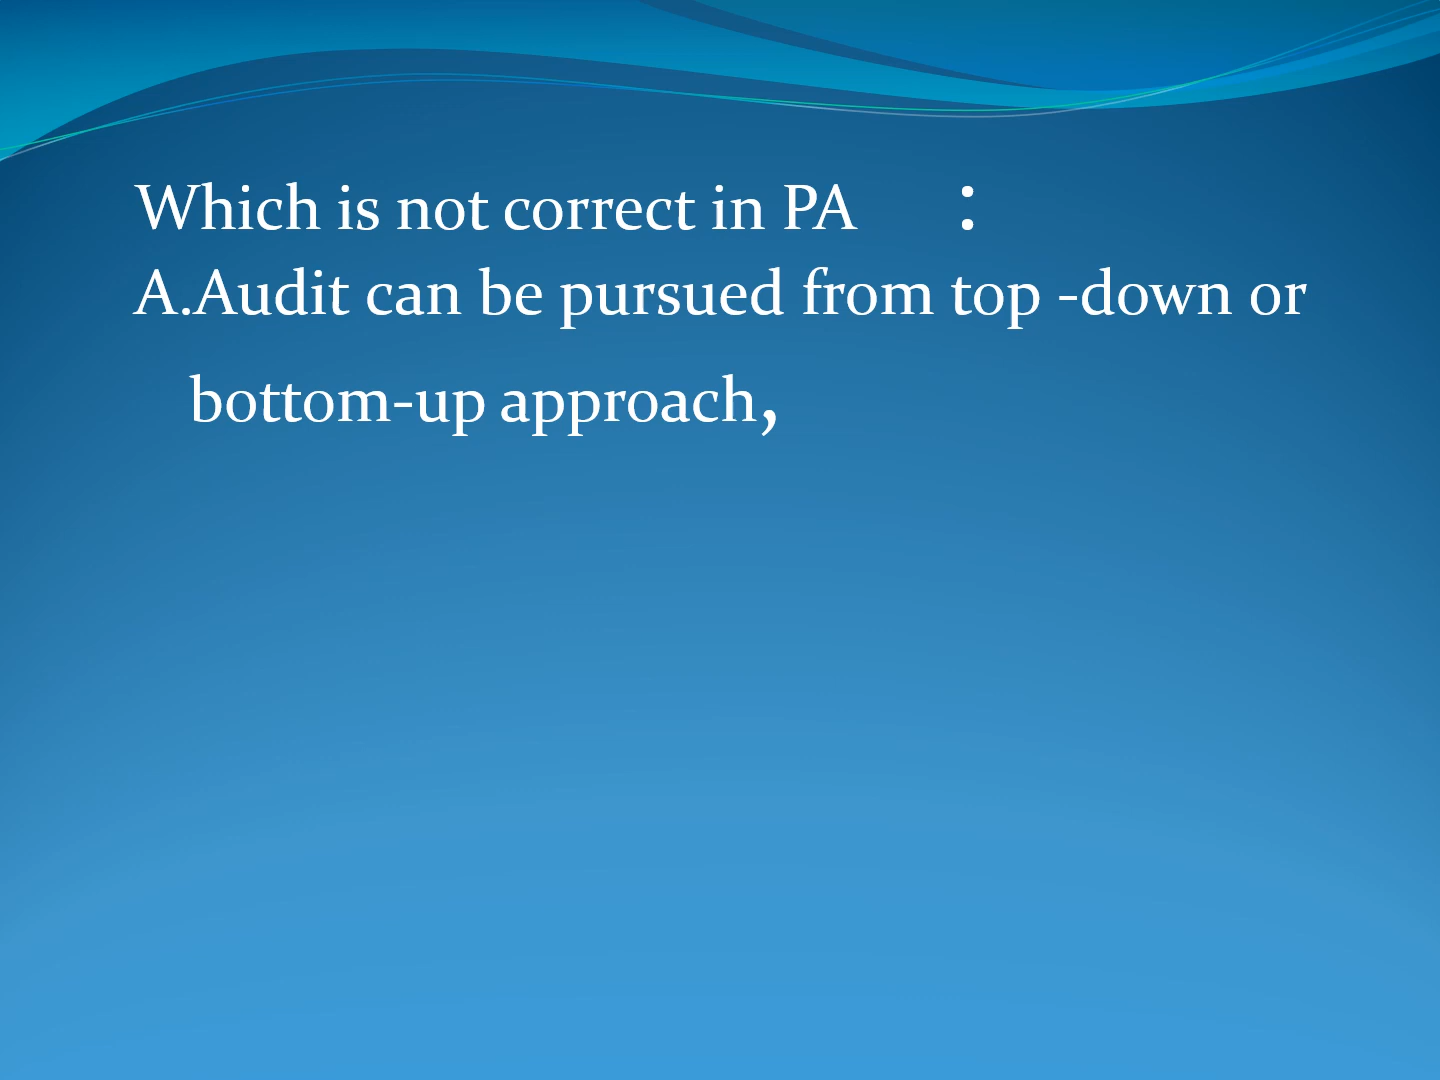 Which is not correct in PA :
A.Audit can be pursued from top -down or
bottom-up approach,